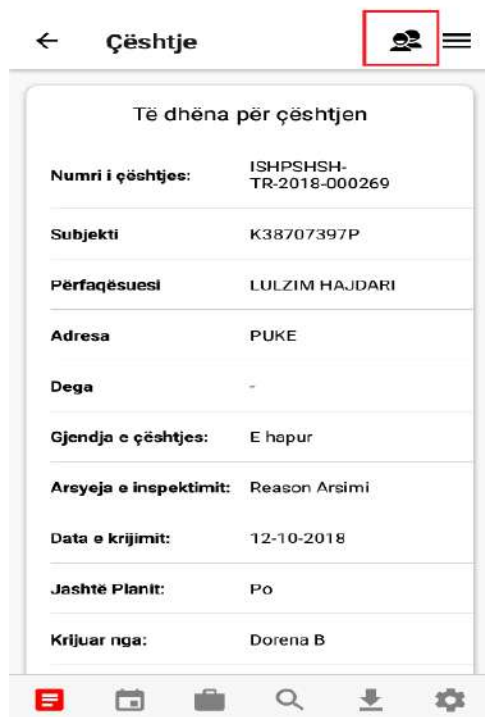 Çështje
Të dhëna për çështjen
Numri i çështjes: ISHPSHSH-
TR-2018-000269
Subjekti K38707397P
Përfaqësuesi LULZIM HAJDARI
Adresa PUKE
Dega -
Gjendja e çështjes: E hapur
Arsyeja e inspektimit: Reason Arsimi
Data e krijimit: 12-10-2018
Jashtë Planit: Po
Krijuar nga: Dorena B